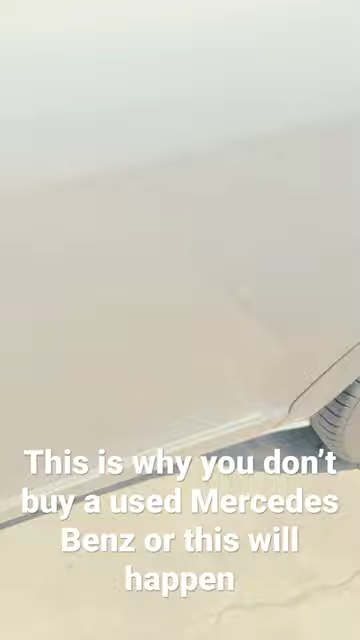 This is why you don't
buy a used Mercedes
Benz or this will
happen